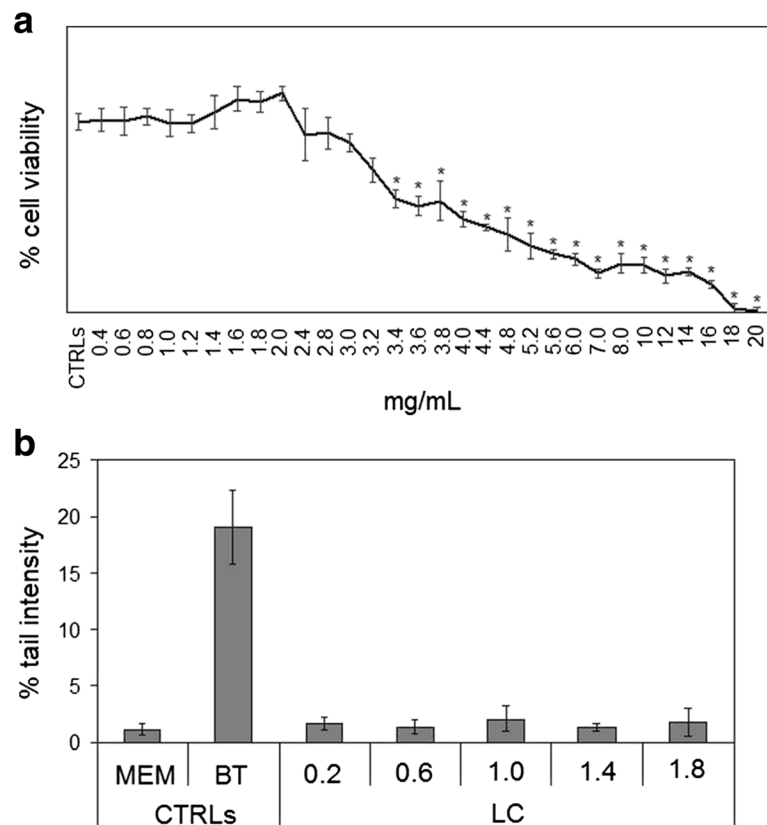 a
% cell viability
* * * * * * * * * * * * * * * * *
CTRLs 0.4 0.6 0.8 1.0 1.2 1.4 1.6 1.8 2.0 2.4 2.8 3.0 3.2 3.4 3.6 3.8 4.0 4.4 4.8 5.2 5.6 6.0 7.0 8.0 10 12 14 16 18 20
mg/mL
b
% tail intensity
25
20
15
10
5
0
MEM BT 0.2 0.6 1.0 1.4 1.8
CTRLs LC